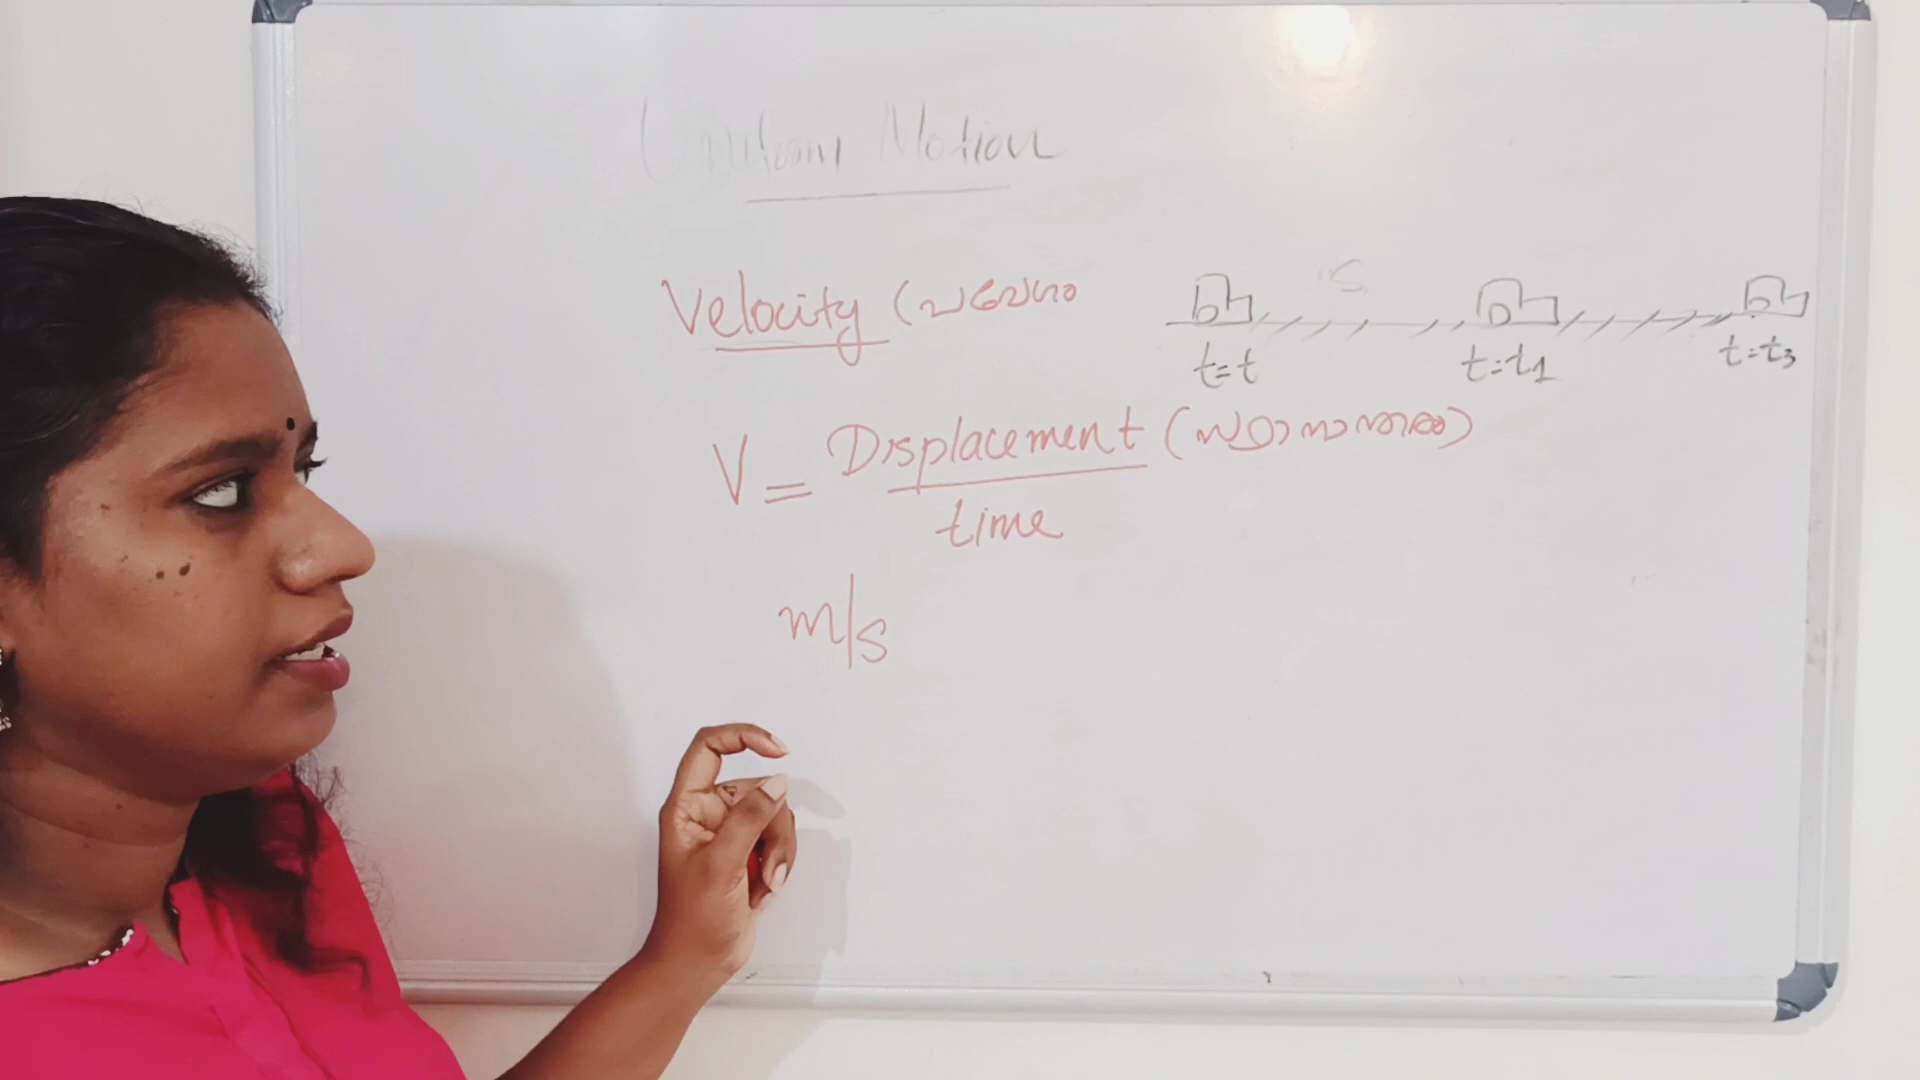 Uniform Motion
Velocity (പ്രവേഗം
S
t=t t=t1 t=t3
V = Displacement (സ്ഥാനാന്തരം)
time
m/s